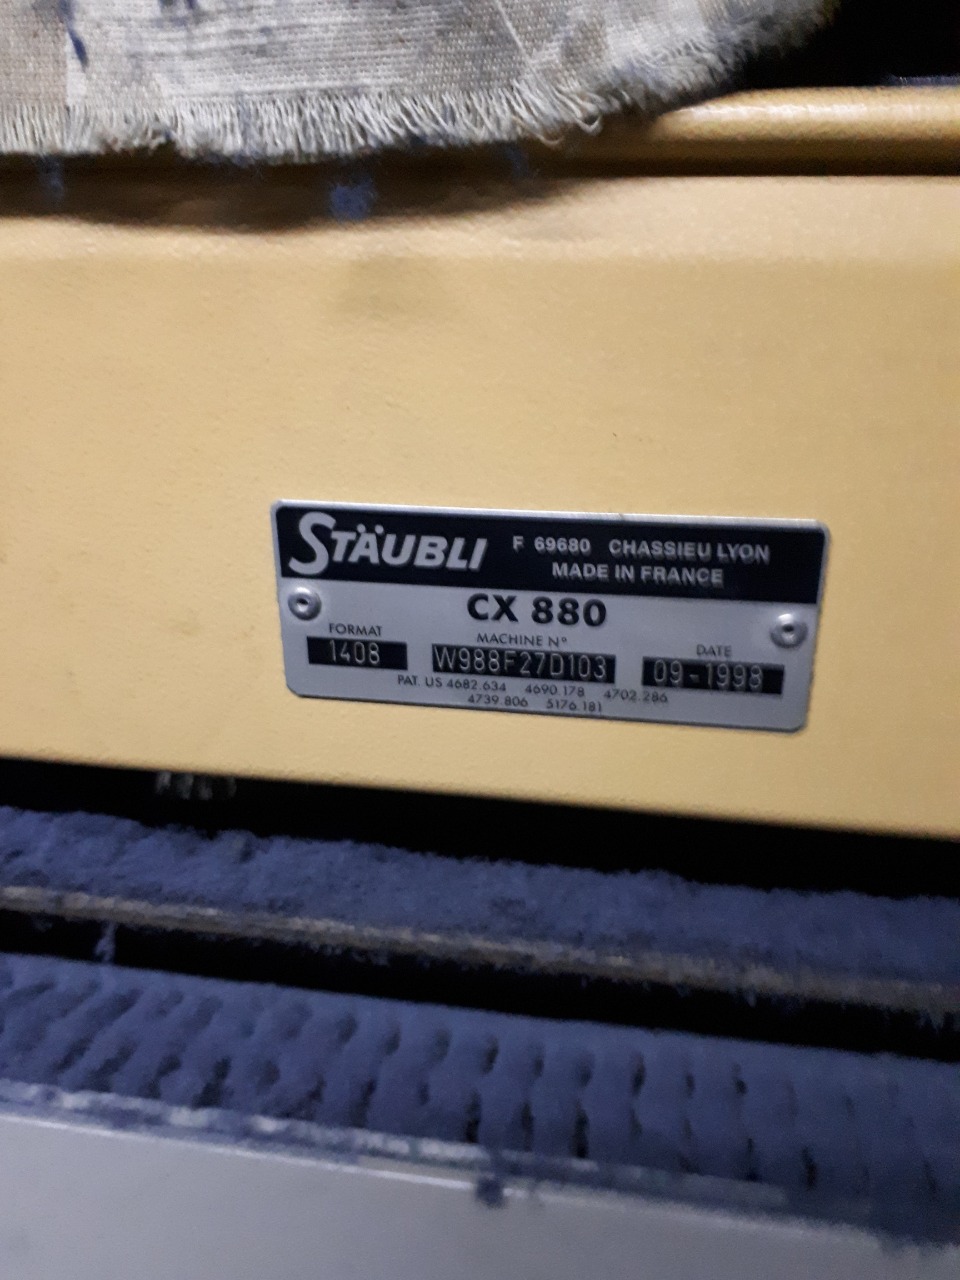 STÄUBLI F 69680 CHASSIEU LYON
MADE IN FRANCE
CX 880
FORMAT MACHINE Nº DATE
1408 W988F27D103 09-1998
PAT. US 4682.634 4690.178 4702.286
4739.806 5176.181